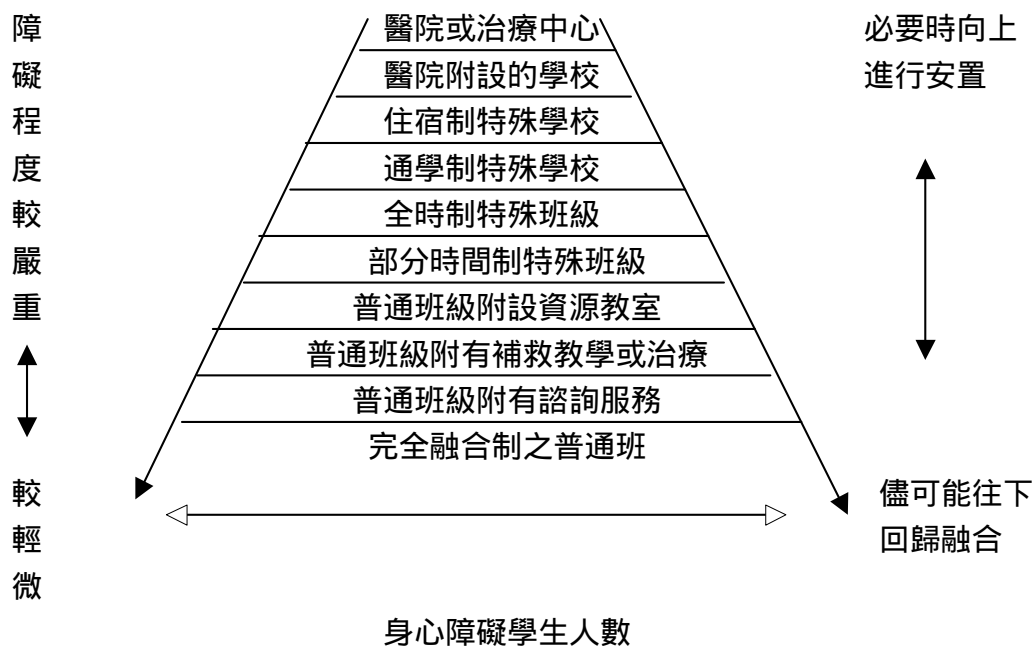 障礙程度較嚴重
較輕微
醫院或治療中心
醫院附設的學校
住宿制特殊學校
通學制特殊學校
全時制特殊班級
部分時間制特殊班級
普通班級附設資源教室
普通班級附有補救教學或治療
普通班級附有諮詢服務
完全融合制之普通班
必要時向上
進行安置
儘可能往下
回歸融合
身心障礙學生人數